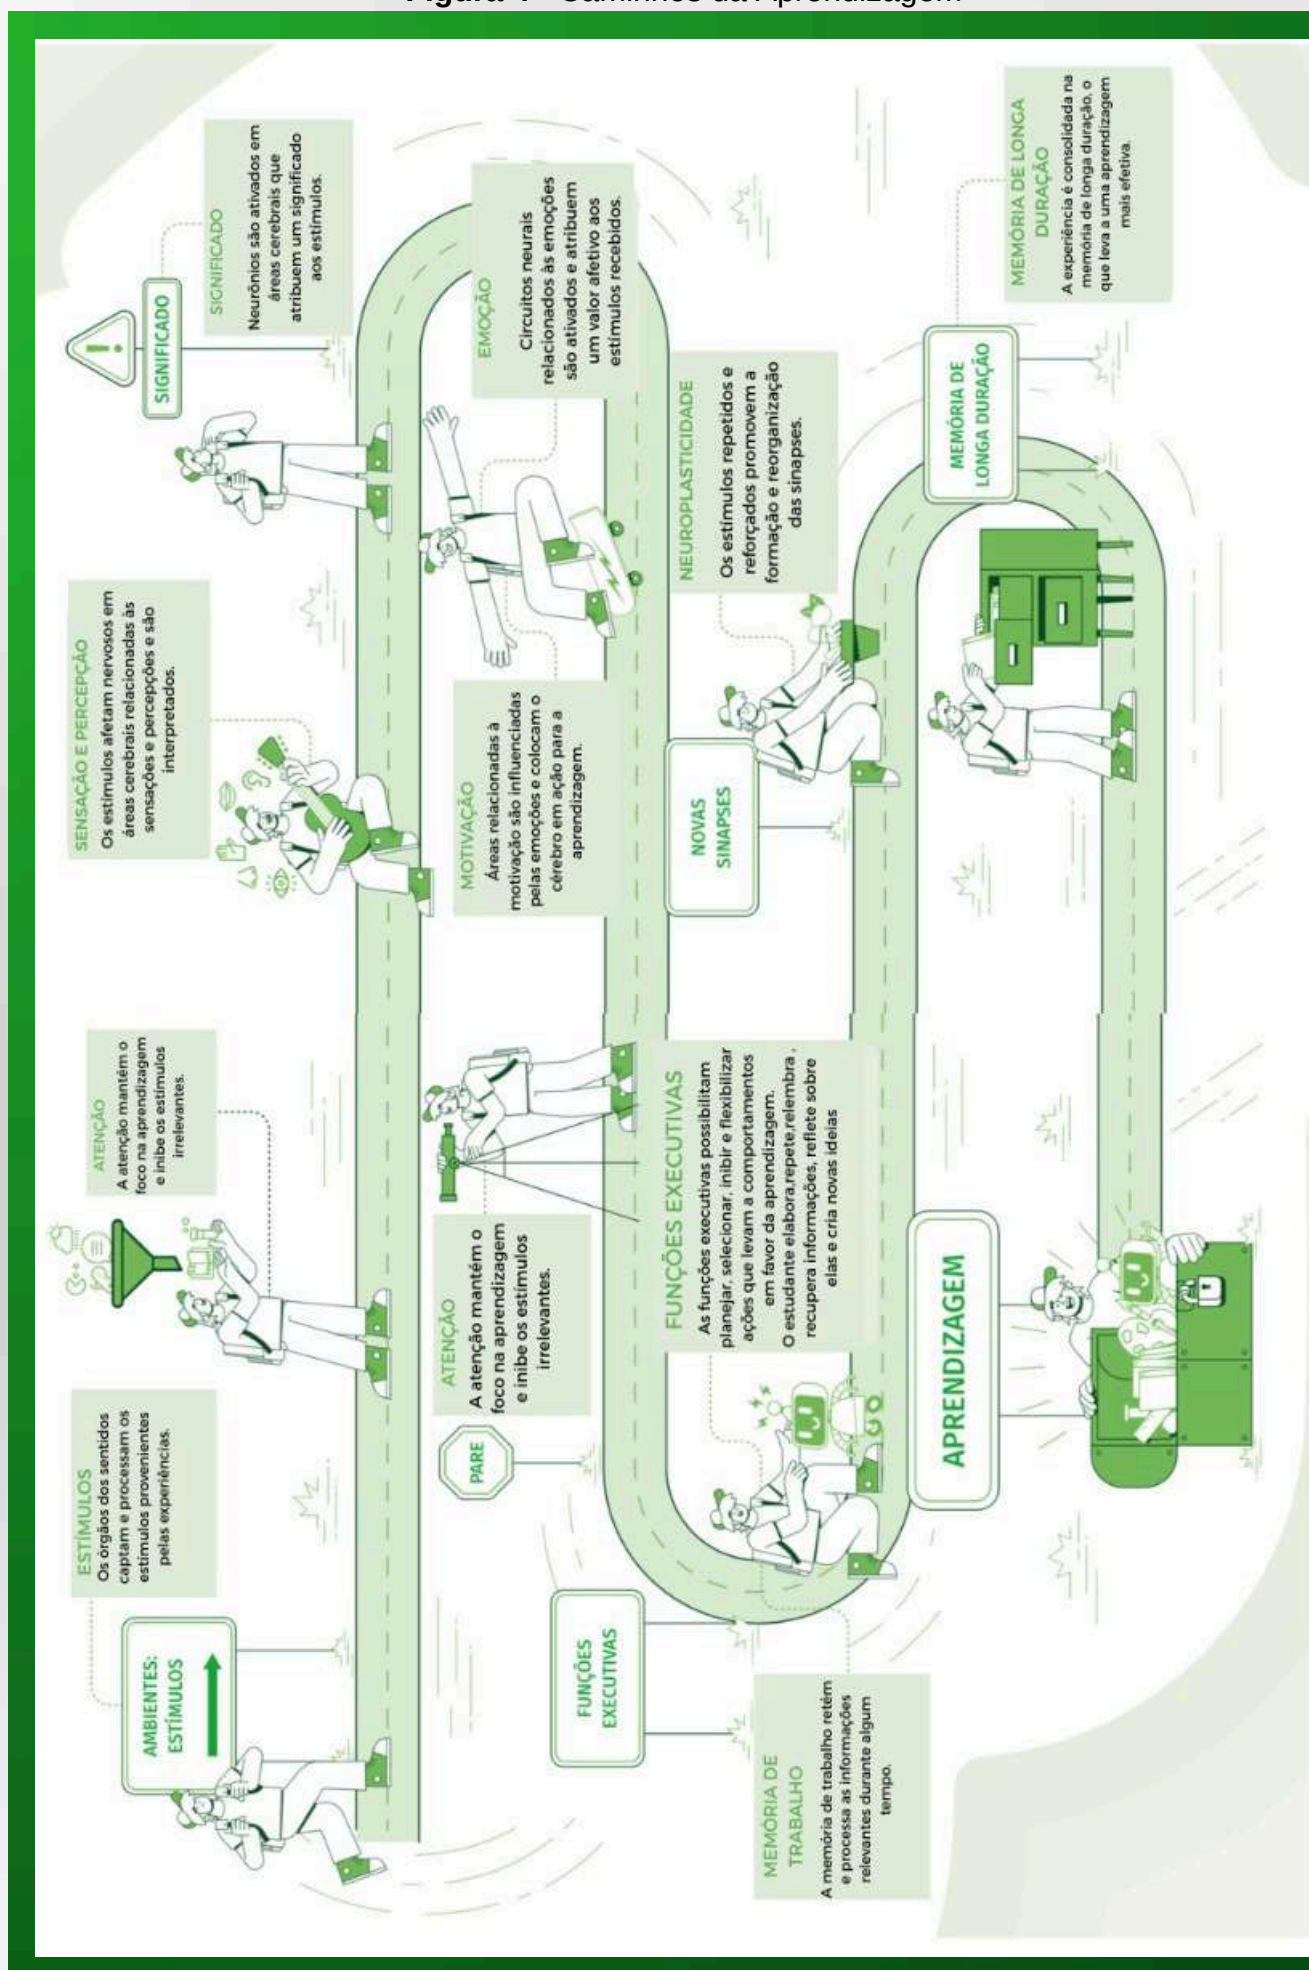 AMBIENTES:
ESTÍMULOS
ESTÍMULOS
Os órgãos dos sentidos
captam e processam os
estímulos provenientes
pelas experiências.
ATENÇÃO
A atenção mantém o
foco na aprendizagem
e inibe os estímulos
irrelevantes.
SENSAÇÃO E PERCEPÇÃO
Os estímulos afetam nervosos em
áreas cerebrais relacionadas às
sensações e percepções e são
interpretados.
SIGNIFICADO
SIGNIFICADO
Neurônios são ativados em
áreas cerebrais que
atribuem um significado
aos estímulos.
EMOÇÃO
Circuitos neurais
relacionados às emoções
são ativados e atribuem
um valor afetivo aos
estímulos recebidos.
MOTIVAÇÃO
Áreas relacionadas à
motivação são influenciadas
pelas emoções e colocam o
cérebro em ação para a
aprendizagem.
ATENÇÃO
A atenção mantém o
foco na aprendizagem
e inibe os estímulos
irrelevantes.
PARE
FUNÇÕES
EXECUTIVAS
MEMÓRIA DE
TRABALHO
A memória de trabalho retém
e processa as informações
relevantes durante algum
tempo.
FUNÇÕES EXECUTIVAS
As funções executivas possibilitam
planejar, selecionar, inibir e flexibilizar
ações que levam a comportamentos
em favor da aprendizagem.
O estudante elabora,repete,relembra ,
recupera informações, reflete sobre
elas e cria novas ideias
NOVAS
SINAPSES
NEUROPLASTICIDADE
Os estímulos repetidos e
reforçados promovem a
formação e reorganização
das sinapses.
MEMÓRIA DE
LONGA DURAÇÃO
MEMÓRIA DE LONGA
DURAÇÃO
A experiência é consolidada na
memória de longa duração, o
que leva a uma aprendizagem
mais efetiva.
APRENDIZAGEM